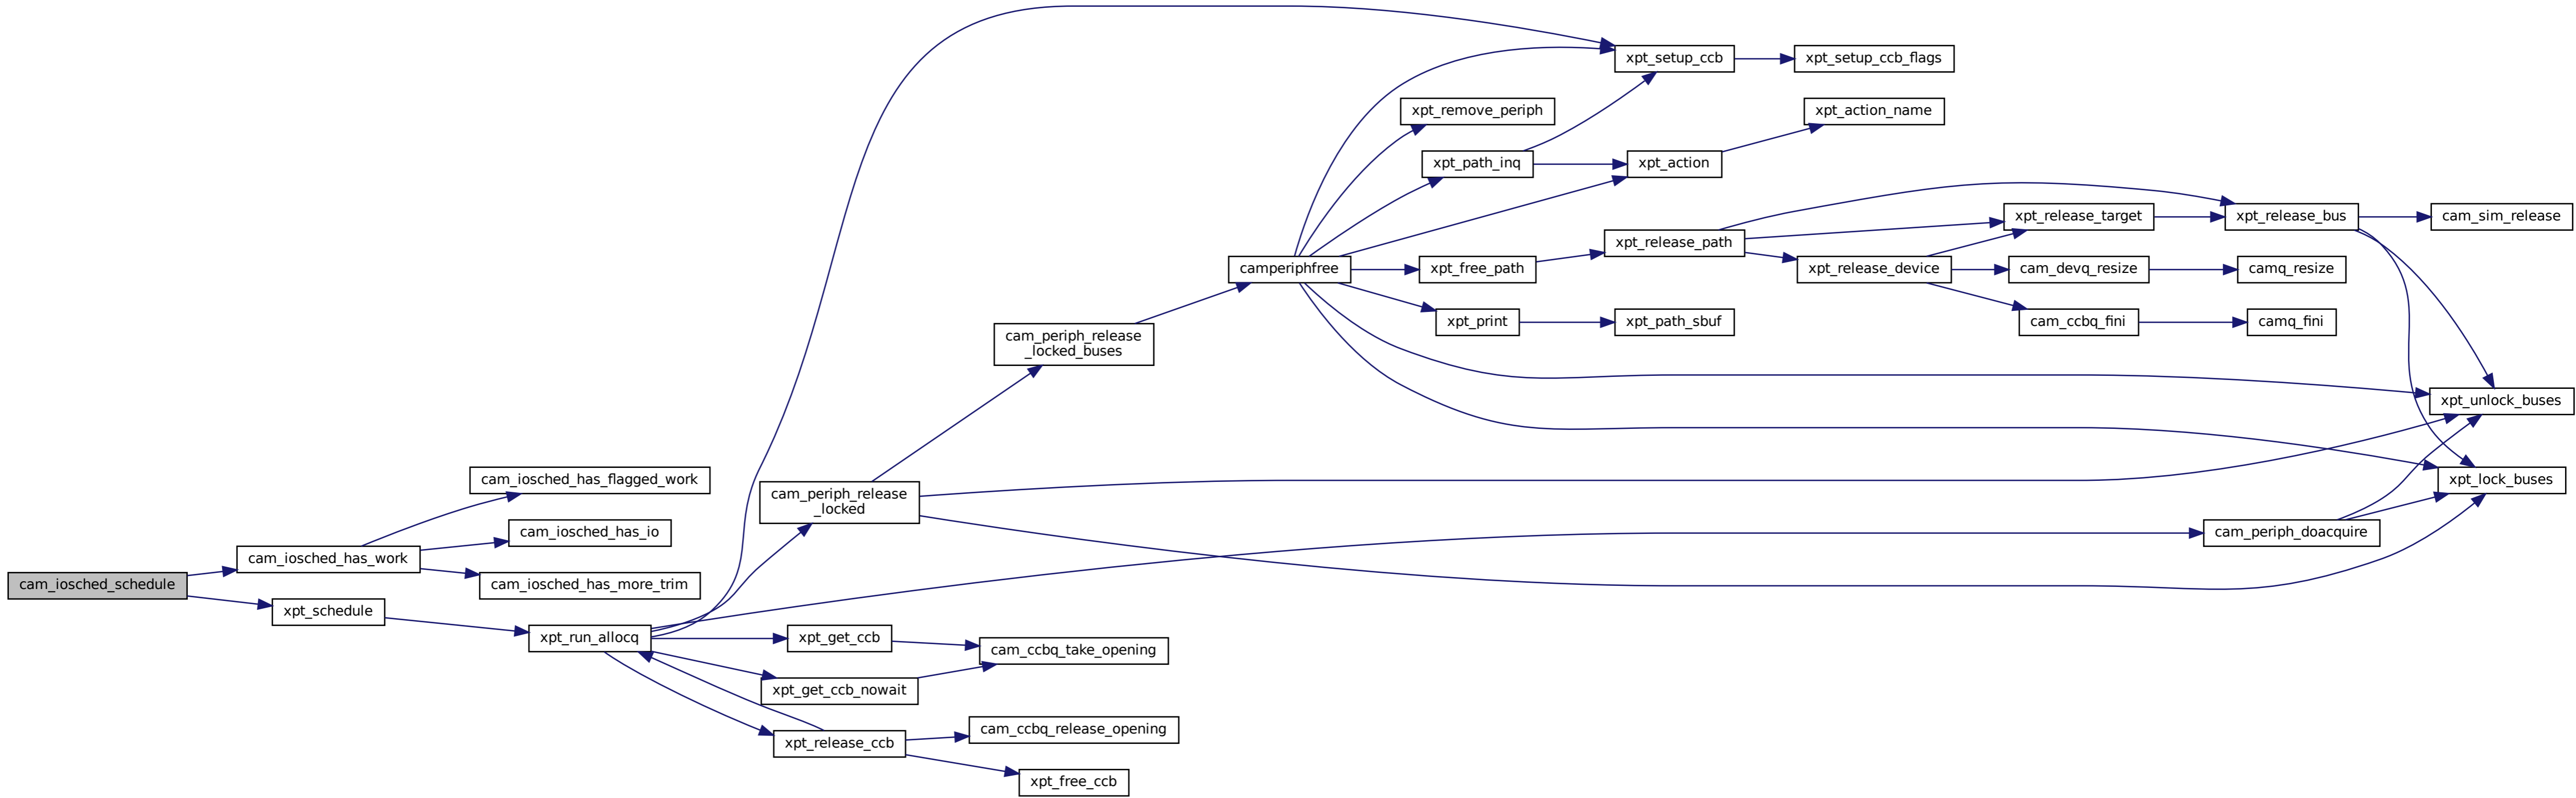 xpt_setup_ccb
xpt_setup_ccb_flags
xpt_remove_periph
xpt_action_name
xpt_path_inq
xpt_action
xpt_release_target
xpt_release_bus
cam_sim_release
xpt_release_path
camperiphfree
xpt_free_path
xpt_release_device
cam_devq_resize
camq_resize
xpt_print
xpt_path_sbuf
cam_ccbq_fini
camq_fini
cam_periph_release
_locked_buses
xpt_unlock_buses
cam_iosched_has_flagged_work
xpt_lock_buses
cam_periph_release
_locked
cam_iosched_has_io
cam_periph_doacquire
cam_iosched_has_work
cam_iosched_schedule
cam_iosched_has_more_trim
xpt_schedule
xpt_run_allocq
xpt_get_ccb
cam_ccbq_take_opening
xpt_get_ccb_nowait
cam_ccbq_release_opening
xpt_release_ccb
xpt_free_ccb